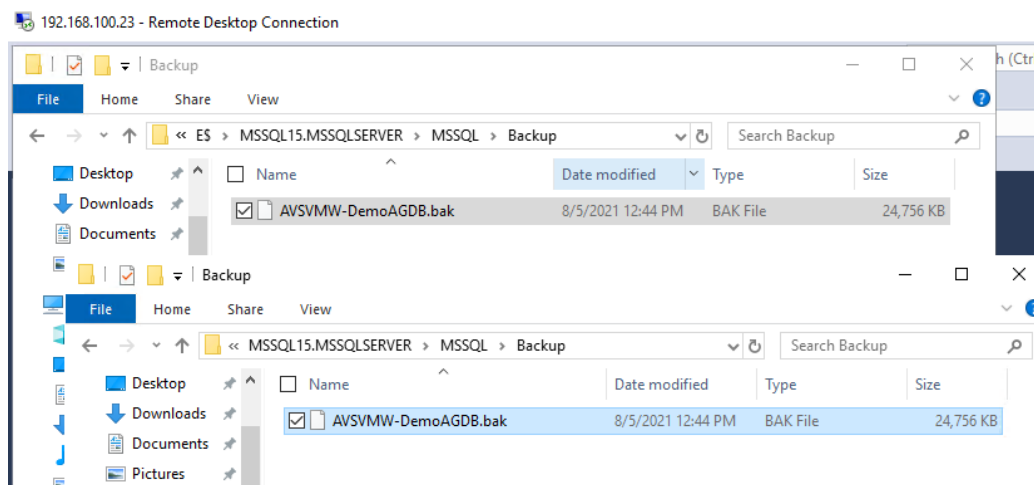 192.168.100.23 - Remote Desktop Connection
Backup
h (Ctr
File Home Share View
« E$ > MSSQL15.MSSQLSERVER > MSSQL > Backup Search Backup
Desktop Name Date modified Type Size
Downloads AVSVMW-DemoAGDB.bak 8/5/2021 12:44 PM BAK File 24,756 KB
Documents
Backup
File Home Share View
« MSSQL15.MSSQLSERVER > MSSQL > Backup Search Backup
Desktop Name Date modified Type Size
Downloads AVSVMW-DemoAGDB.bak 8/5/2021 12:44 PM BAK File 24,756 KB
Documents
Pictures